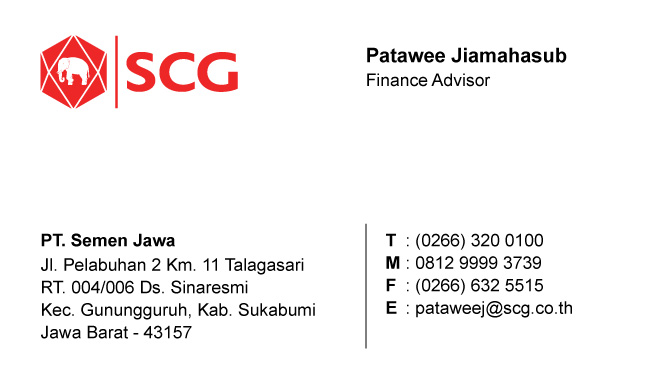 SCG
Patawee Jiamahasub
Finance Advisor
PT. Semen Jawa
Jl. Pelabuhan 2 Km. 11 Talagasari
RT. 004/006 Ds. Sinaresmi
Kec. Gunungguruh, Kab. Sukabumi
Jawa Barat - 43157
T : (0266) 320 0100
M : 0812 9999 3739
F : (0266) 632 5515
E : pataweej@scg.co.th